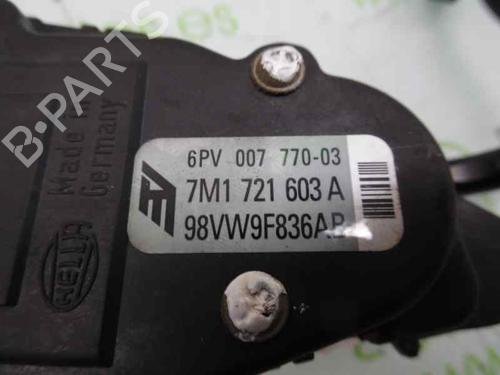 B-PARTS
Made in
Germany
HELLA
6PV 007 770-03
7M1 721 603 A
98VW9F836AB